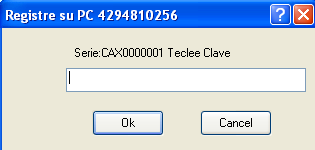 Registre su PC 4294810256
Serie:CAX0000001 Teclee Clave
Ok
Cancel